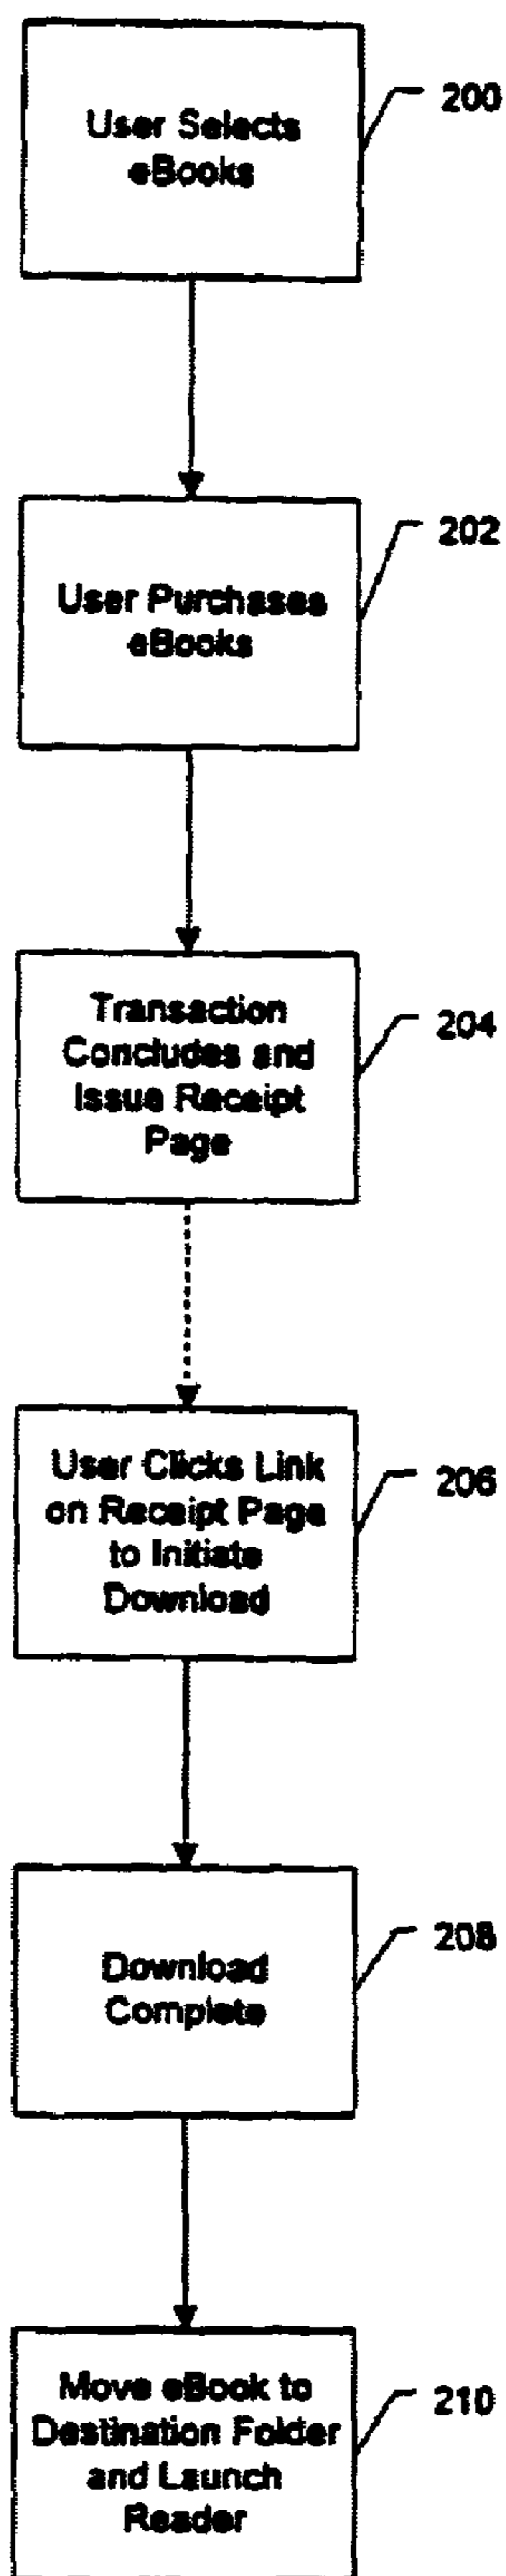 User Selects
eBooks
200
User Purchases
eBooks
202
Transaction
Concludes and
Issue Receipt
Page
204
User Clicks Link
on Receipt Page
to Initiate
Download
206
Download
Complete
208
Move eBook to
Destination Folder
and Launch
Reader
210